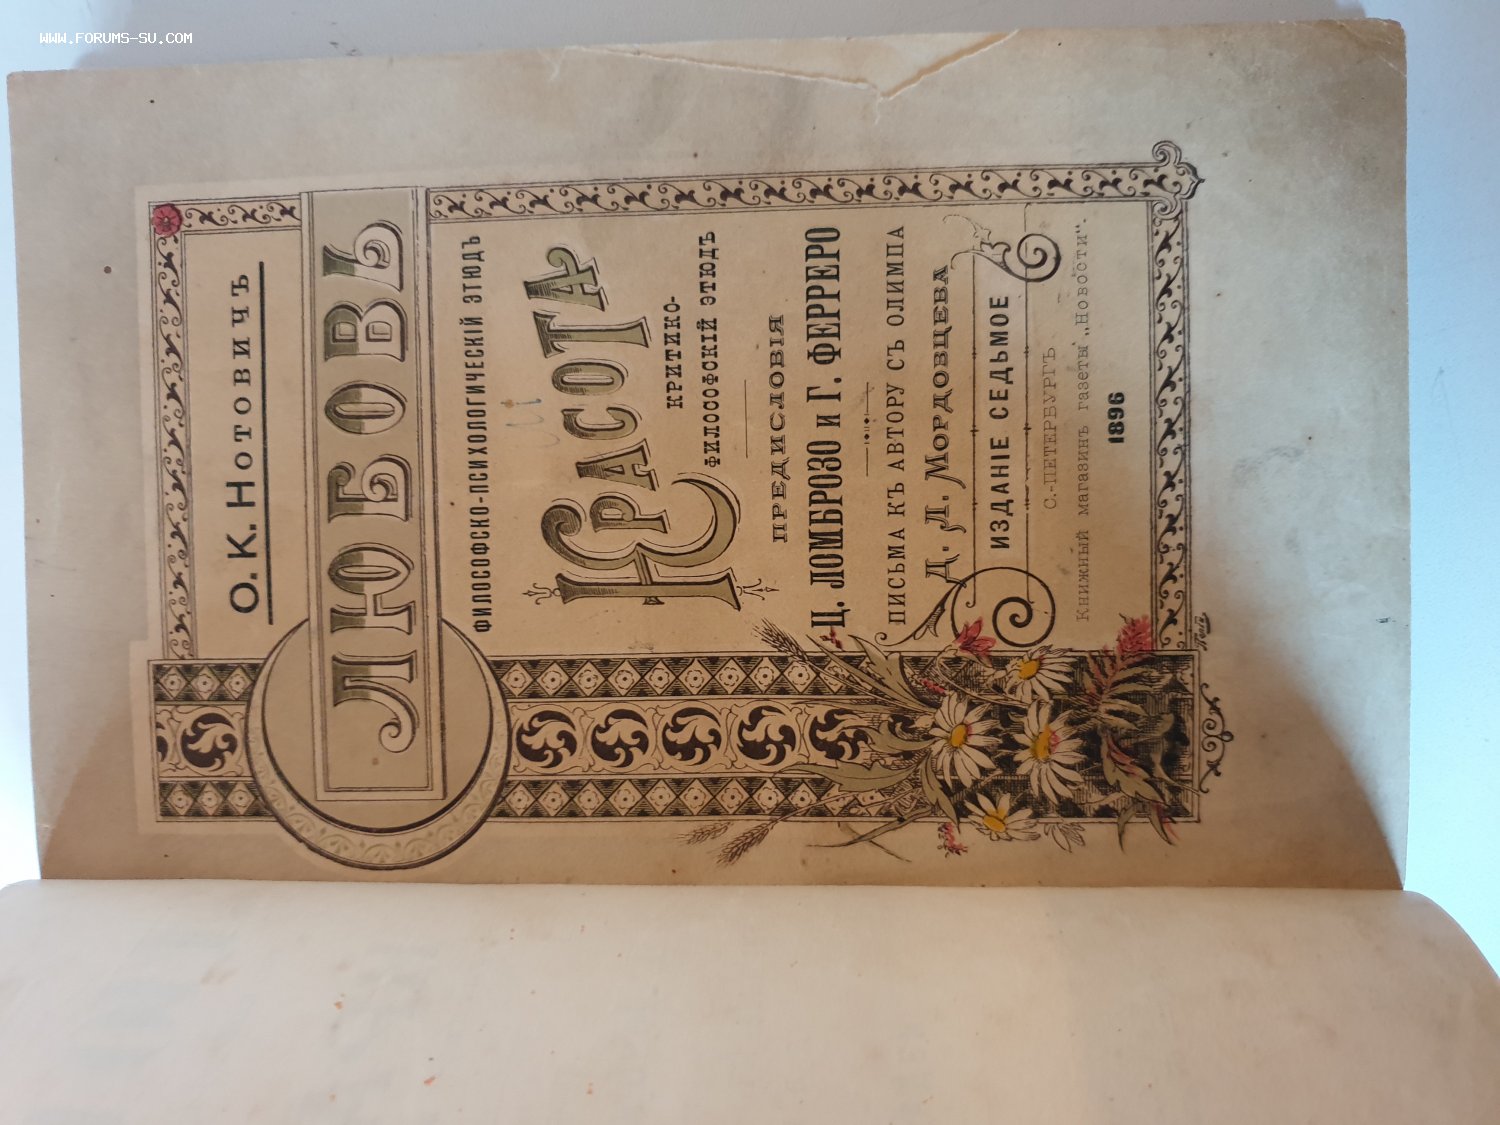 WWW.FORUMS-SU.COM
О. К. Нотовичъ
ЛЮБОВЬ
ФИЛОСОФСКО-ПСИХОЛОГИЧЕСКІЙ ЭТЮДЪ
КРАСОТА
КРИТИКО-
ФИЛОСОФСКІЙ ЭТЮДЪ
ПРЕДИСЛОВІЯ
Ц. ЛОМБРОЗО и Г. ФЕРРЕРО
ПИСЬМА КЪ АВТОРУ СЪ ОЛИМПА
Д. Л. МОРДОВЦЕВА
ИЗДАНІЕ СЕДЬМОЕ
С.-ПЕТЕРБУРГЪ.
Книжный магазинъ газеты „Новости“.
1896